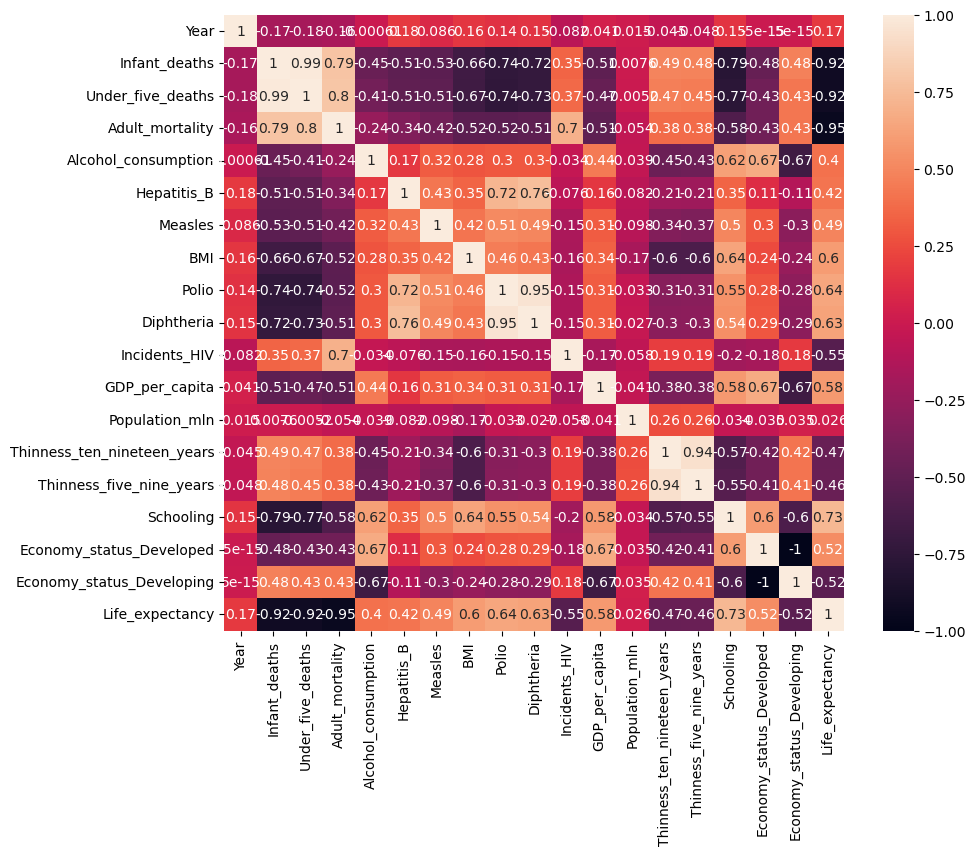 Year 1 -0.17 -0.18 -0.16 0.18 0.086 0.16 0.14 0.15 -0.082 0.041 0.015 -0.045 -0.048 0.15 0.17
Infant_deaths -0.17 1 0.99 0.79 -0.45 -0.51 -0.53 -0.66 -0.74 -0.72 0.35 -0.51 0.0076 0.49 0.48 -0.79 -0.48 0.48 -0.92
Under_five_deaths -0.18 0.99 1 0.8 -0.41 -0.51 -0.51 -0.67 -0.74 -0.73 0.37 -0.47 -0.0052 0.47 0.45 -0.77 -0.43 0.43 -0.92
Adult_mortality -0.16 0.79 0.8 1 -0.24 -0.34 -0.42 -0.52 -0.52 -0.51 0.7 -0.51 -0.054 0.38 0.38 -0.58 -0.43 0.43 -0.95
Alcohol_consumption -0.45 -0.41 -0.24 1 0.17 0.32 0.28 0.3 0.3 -0.034 0.44 -0.039 -0.45 -0.43 0.62 0.67 -0.67 0.4
Hepatitis_B 0.18 -0.51 -0.51 -0.34 0.17 1 0.43 0.35 0.72 0.76 -0.076 0.16 -0.082 -0.21 -0.21 0.35 0.11 -0.11 0.42
Measles 0.086 -0.53 -0.51 -0.42 0.32 0.43 1 0.42 0.51 0.49 -0.15 0.31 -0.098 -0.34 -0.37 0.5 0.3 -0.3 0.49
BMI 0.16 -0.66 -0.67 -0.52 0.28 0.35 0.42 1 0.46 0.43 -0.16 0.34 -0.17 -0.6 -0.6 0.64 0.24 -0.24 0.6
Polio 0.14 -0.74 -0.74 -0.52 0.3 0.72 0.51 0.46 1 0.95 -0.15 0.31 -0.033 -0.31 -0.31 0.55 0.28 -0.28 0.64
Diphtheria 0.15 -0.72 -0.73 -0.51 0.3 0.76 0.49 0.43 0.95 1 -0.15 0.31 -0.027 -0.3 -0.3 0.54 0.29 -0.29 0.63
Incidents_HIV -0.082 0.35 0.37 0.7 -0.034 -0.076 -0.15 -0.16 -0.15 -0.15 1 -0.17 -0.058 0.19 0.19 -0.2 -0.18 0.18 -0.55
GDP_per_capita 0.041 -0.51 -0.47 -0.51 0.44 0.16 0.31 0.34 0.31 0.31 -0.17 1 -0.041 -0.38 -0.38 0.58 0.67 -0.67 0.58
Population_mln 0.015 0.0076 -0.0052 -0.054 -0.039 -0.082 -0.098 -0.17 -0.033 -0.027 -0.058 -0.041 1 0.26 0.26 -0.034 -0.035 0.035 0.026
Thinness_ten_nineteen_years -0.045 0.49 0.47 0.38 -0.45 -0.21 -0.34 -0.6 -0.31 -0.3 0.19 -0.38 0.26 1 0.94 -0.57 -0.42 0.42 -0.47
Thinness_five_nine_years -0.048 0.48 0.45 0.38 -0.43 -0.21 -0.37 -0.6 -0.31 -0.3 0.19 -0.38 0.26 0.94 1 -0.55 -0.41 0.41 -0.46
Schooling 0.15 -0.79 -0.77 -0.58 0.62 0.35 0.5 0.64 0.55 0.54 -0.2 0.58 -0.034 -0.57 -0.55 1 0.6 -0.6 0.73
Economy_status_Developed -0.48 -0.43 -0.43 0.67 0.11 0.3 0.24 0.28 0.29 -0.18 0.67 -0.035 -0.42 -0.41 0.6 1 -1 0.52
Economy_status_Developing 0.48 0.43 0.43 -0.67 -0.11 -0.3 -0.24 -0.28 -0.29 0.18 -0.67 0.035 0.42 0.41 -0.6 -1 1 -0.52
Life_expectancy 0.17 -0.92 -0.92 -0.95 0.4 0.42 0.49 0.6 0.64 0.63 -0.55 0.58 0.026 -0.47 -0.46 0.73 0.52 -0.52 1
Year
Infant_deaths
Under_five_deaths
Adult_mortality
Alcohol_consumption
Hepatitis_B
Measles
BMI
Polio
Diphtheria
Incidents_HIV
GDP_per_capita
Population_mln
Thinness_ten_nineteen_years
Thinness_five_nine_years
Schooling
Economy_status_Developed
Economy_status_Developing
Life_expectancy
1.00
0.75
0.50
0.25
0.00
−0.25
−0.50
−0.75
−1.00